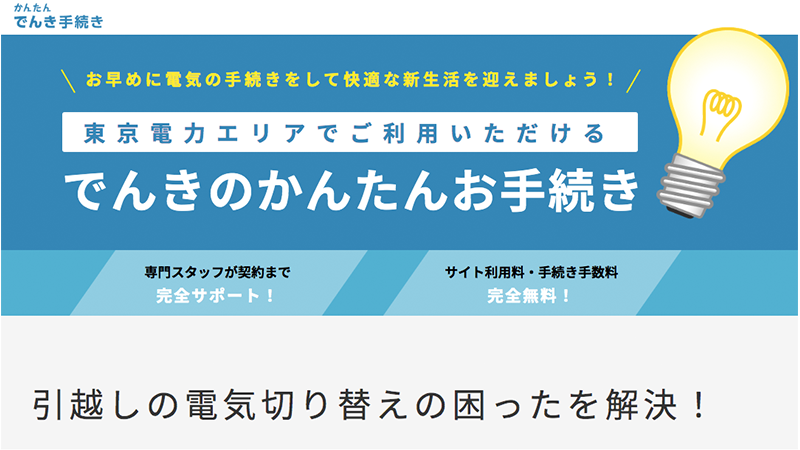 かんたん
でんき手続き
お早めに電気の手続きをして快適な新生活を迎えましょう！
東京電力エリアでご利用いただける
でんきのかんたんお手続き
専門スタッフが契約まで
完全サポート！
サイト利用料・手続き手数料
完全無料！
引越しの電気切り替えの困ったを解決！